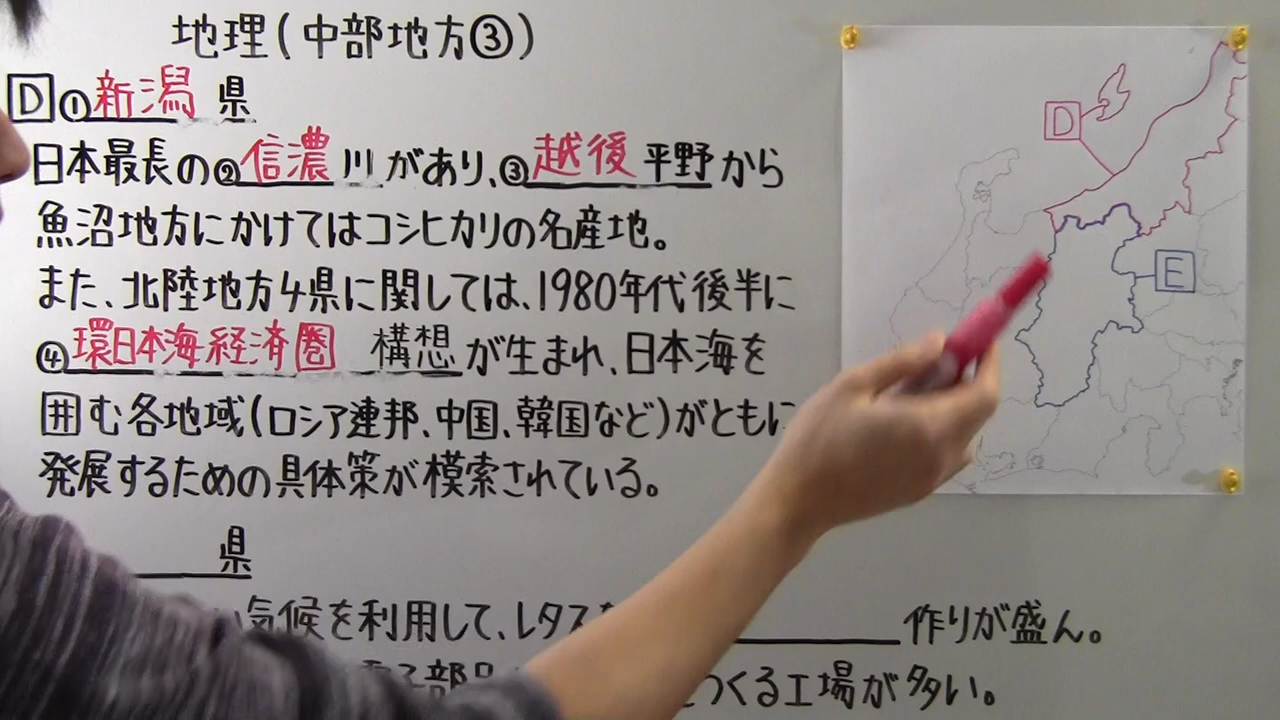 地理(中部地方③)
D ①新潟県
日本最長の②信濃川があり、③越後平野から
魚沼地方にかけてはコシヒカリの名産地。
また、北陸地方4県に関しては、1980年代後半に
④環日本海経済圏 構想が生まれ、日本海を
囲む各地域(ロシア連邦、中国、韓国など)がともに
発展するための具体策が模索されている。
県
い気候を利用して、レタス 作りが盛ん。
電子部品 つくる工場が多い。
D
E